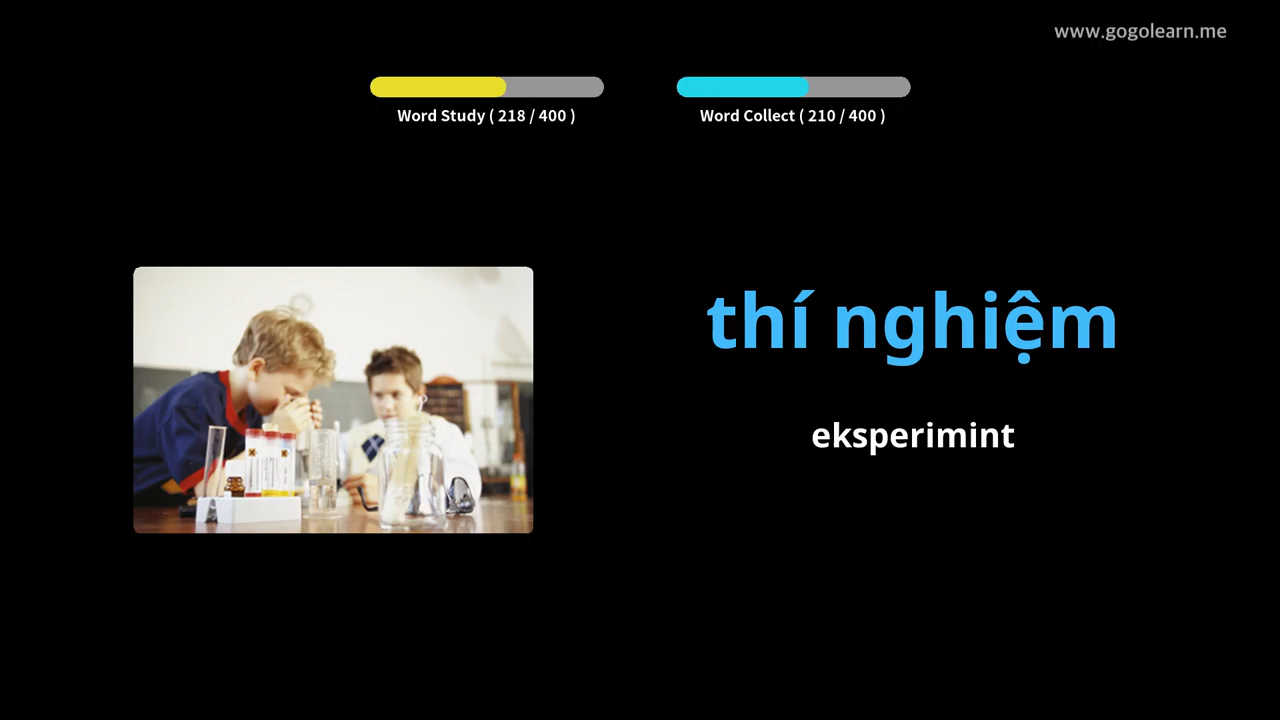 www.gogolearn.me
Word Study ( 218 / 400 )
Word Collect ( 210 / 400 )
thí nghiệm
eksperimint